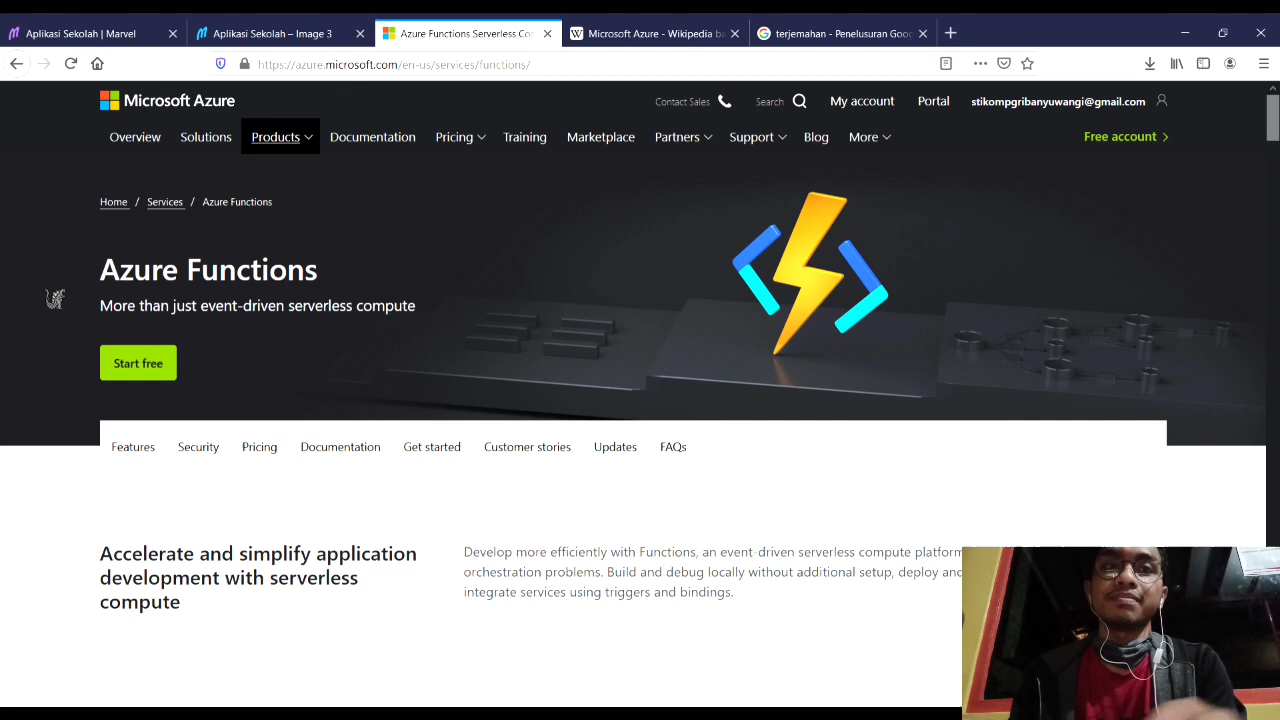 Aplikasi Sekolah | Marvel
Aplikasi Sekolah – Image 3
Azure Functions Serverless Co
Microsoft Azure - Wikipedia ba
terjemahan - Penelusuran Goog
https://azure.microsoft.com/en-us/services/functions/
Microsoft Azure
Contact Sales
Search
My account
Portal
stikompgribanyuwangi@gmail.com
Overview
Solutions
Products
Documentation
Pricing
Training
Marketplace
Partners
Support
Blog
More
Free account
Home / Services / Azure Functions
Azure Functions
More than just event-driven serverless compute
Start free
Features
Security
Pricing
Documentation
Get started
Customer stories
Updates
FAQs
Accelerate and simplify application
development with serverless
compute
Develop more efficiently with Functions, an event-driven serverless compute platform
orchestration problems. Build and debug locally without additional setup, deploy and
integrate services using triggers and bindings.